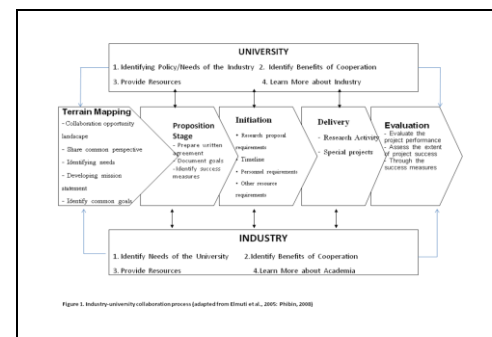 UNIVERSITY
1. Identifying Policy/Needs of the Industry 2. Identify Benefits of Cooperation
3. Provide Resources 4. Learn More about Industry
Terrain Mapping
- Collaboration opportunity
landscape
- Share common perspective
- Identifying needs
- Developing mission
statement
- Identify common goals
Proposition
Stage
- Prepare written
agreement
- Document goals
-Identify success
measures
Initiation
• Research proposal
requirements
• Timeline
• Personnel requirements
• Other resource
requirements
Delivery
- Research Activity
- Special projects
Evaluation
- Evaluate the
project performance
- Assess the extent
of project success
- Through the
success measures
INDUSTRY
1. Identify Needs of the University 2.Identify Benefits of Cooperation
3. Provide Resources 4.Learn More about Academia
Figure 1. Industry-university collaboration process (adapted from Elmuti et al., 2005: Phibin, 2008)